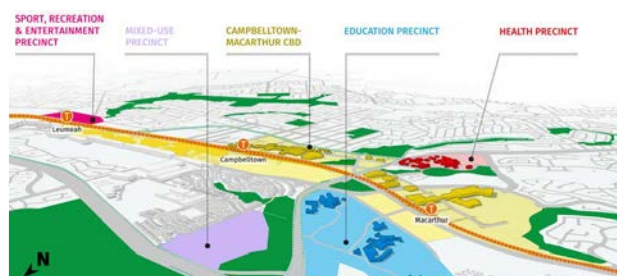 SPORT, RECREATION
& ENTERTAINMENT
PRECINCT
MIXED-USE
PRECINCT
CAMPBELLTOWN-
MACARTHUR CBD
EDUCATION PRECINCT
HEALTH PRECINCT
T
Leumeah
T
Campbelltown
T
Macarthur
N